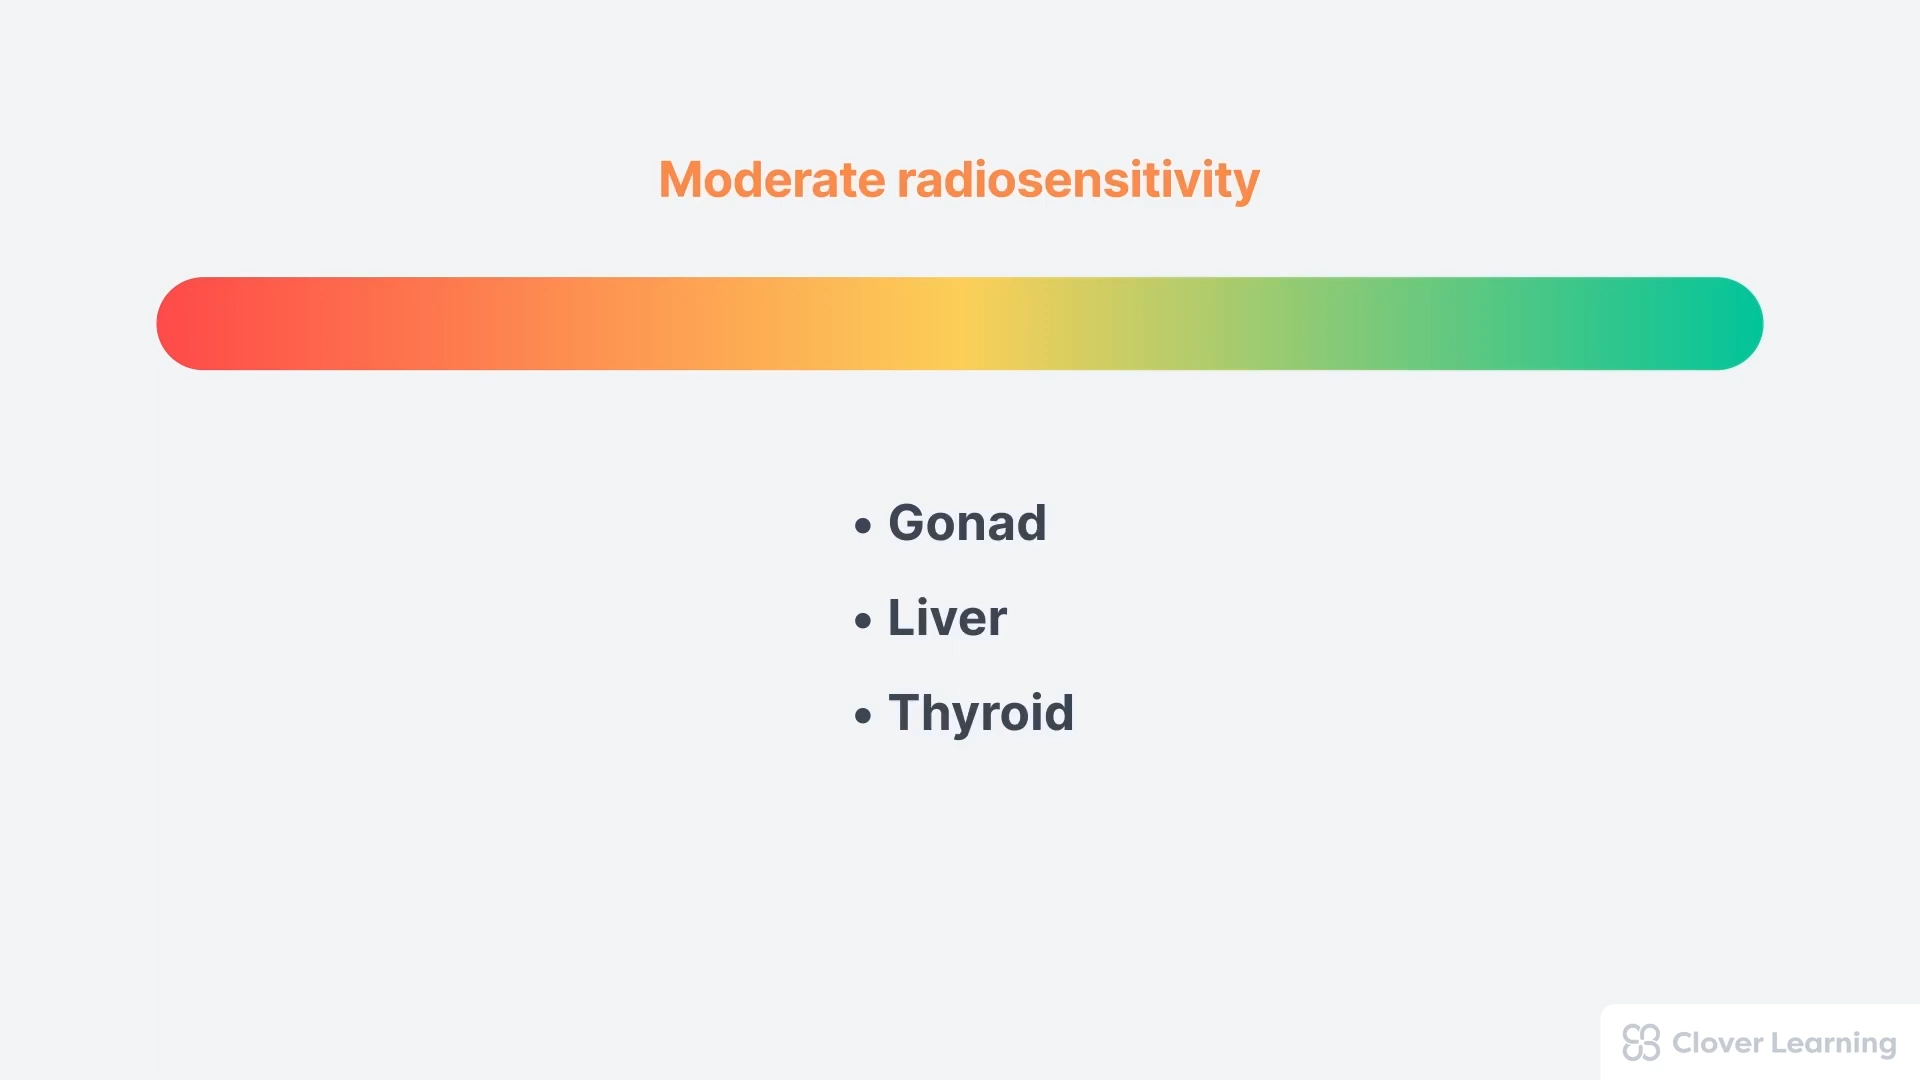 Moderate radiosensitivity
• Gonad
• Liver
• Thyroid
Clover Learning